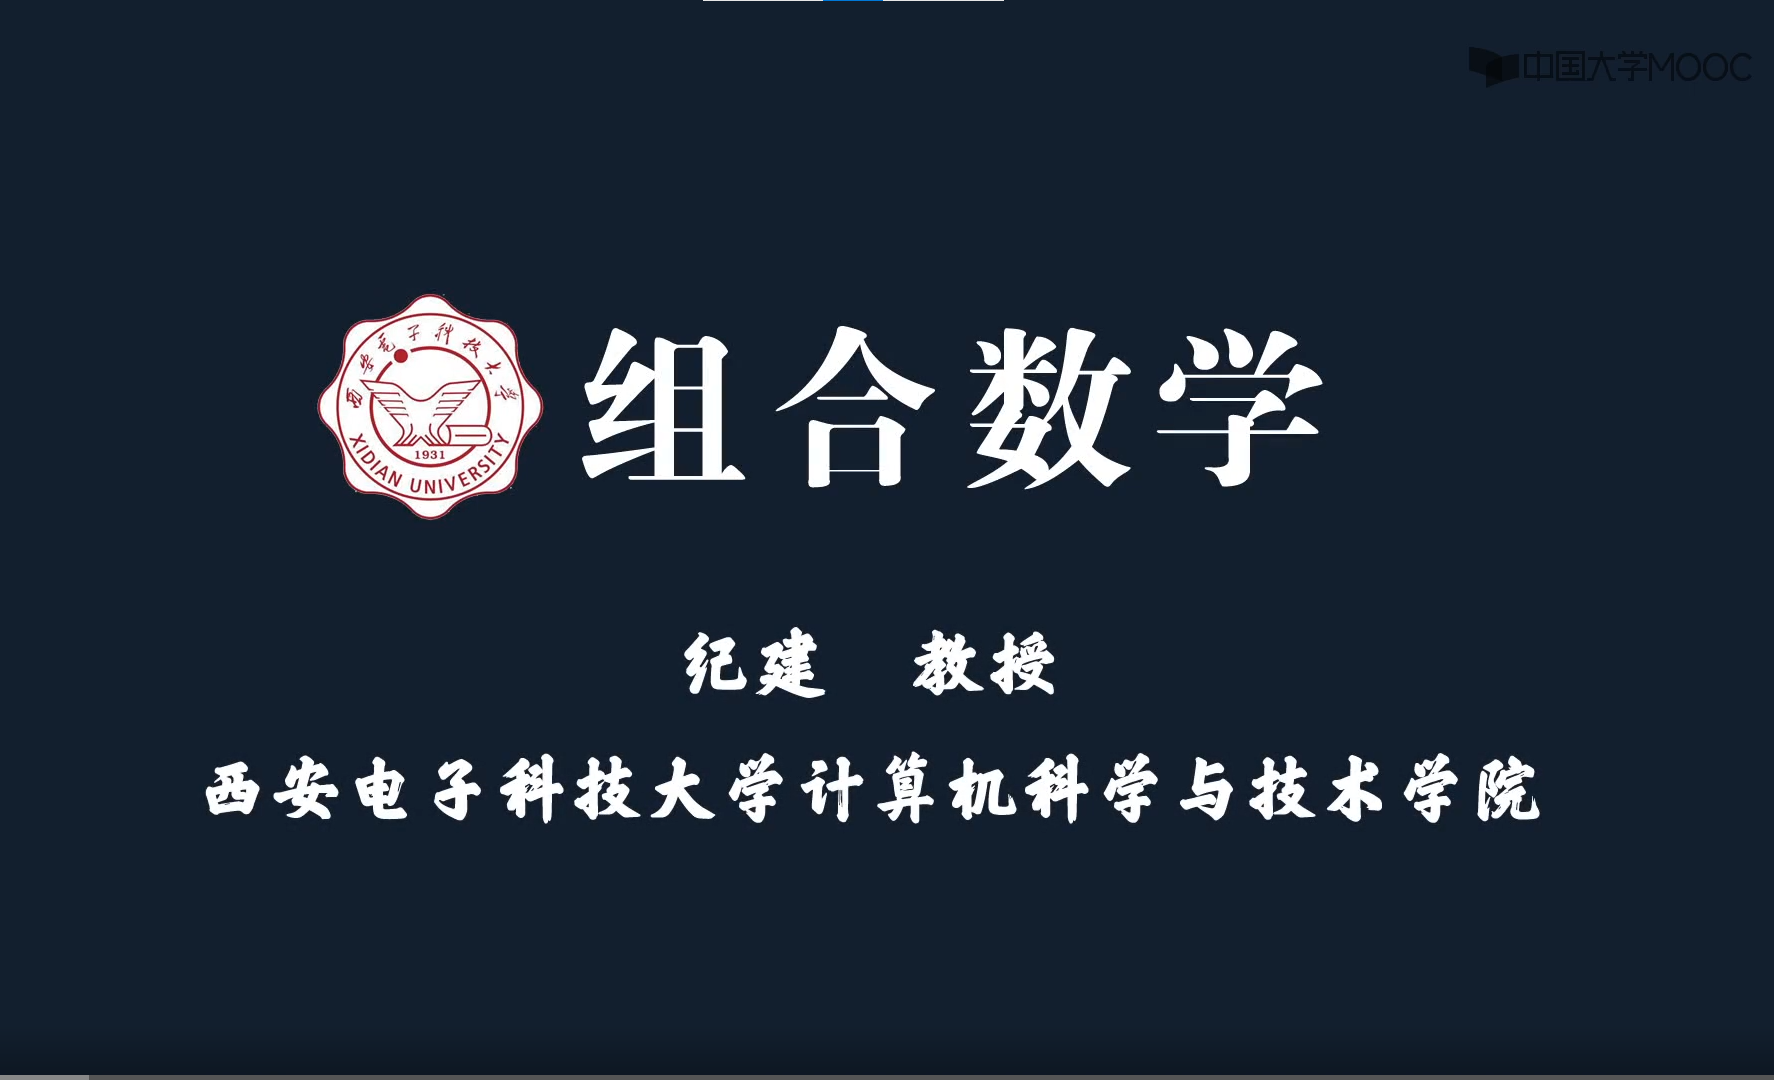 中国大学MOOC
西安电子科技大学
1931
XIDIAN UNIVERSITY
组合数学
纪建 教授
西安电子科技大学计算机科学与技术学院